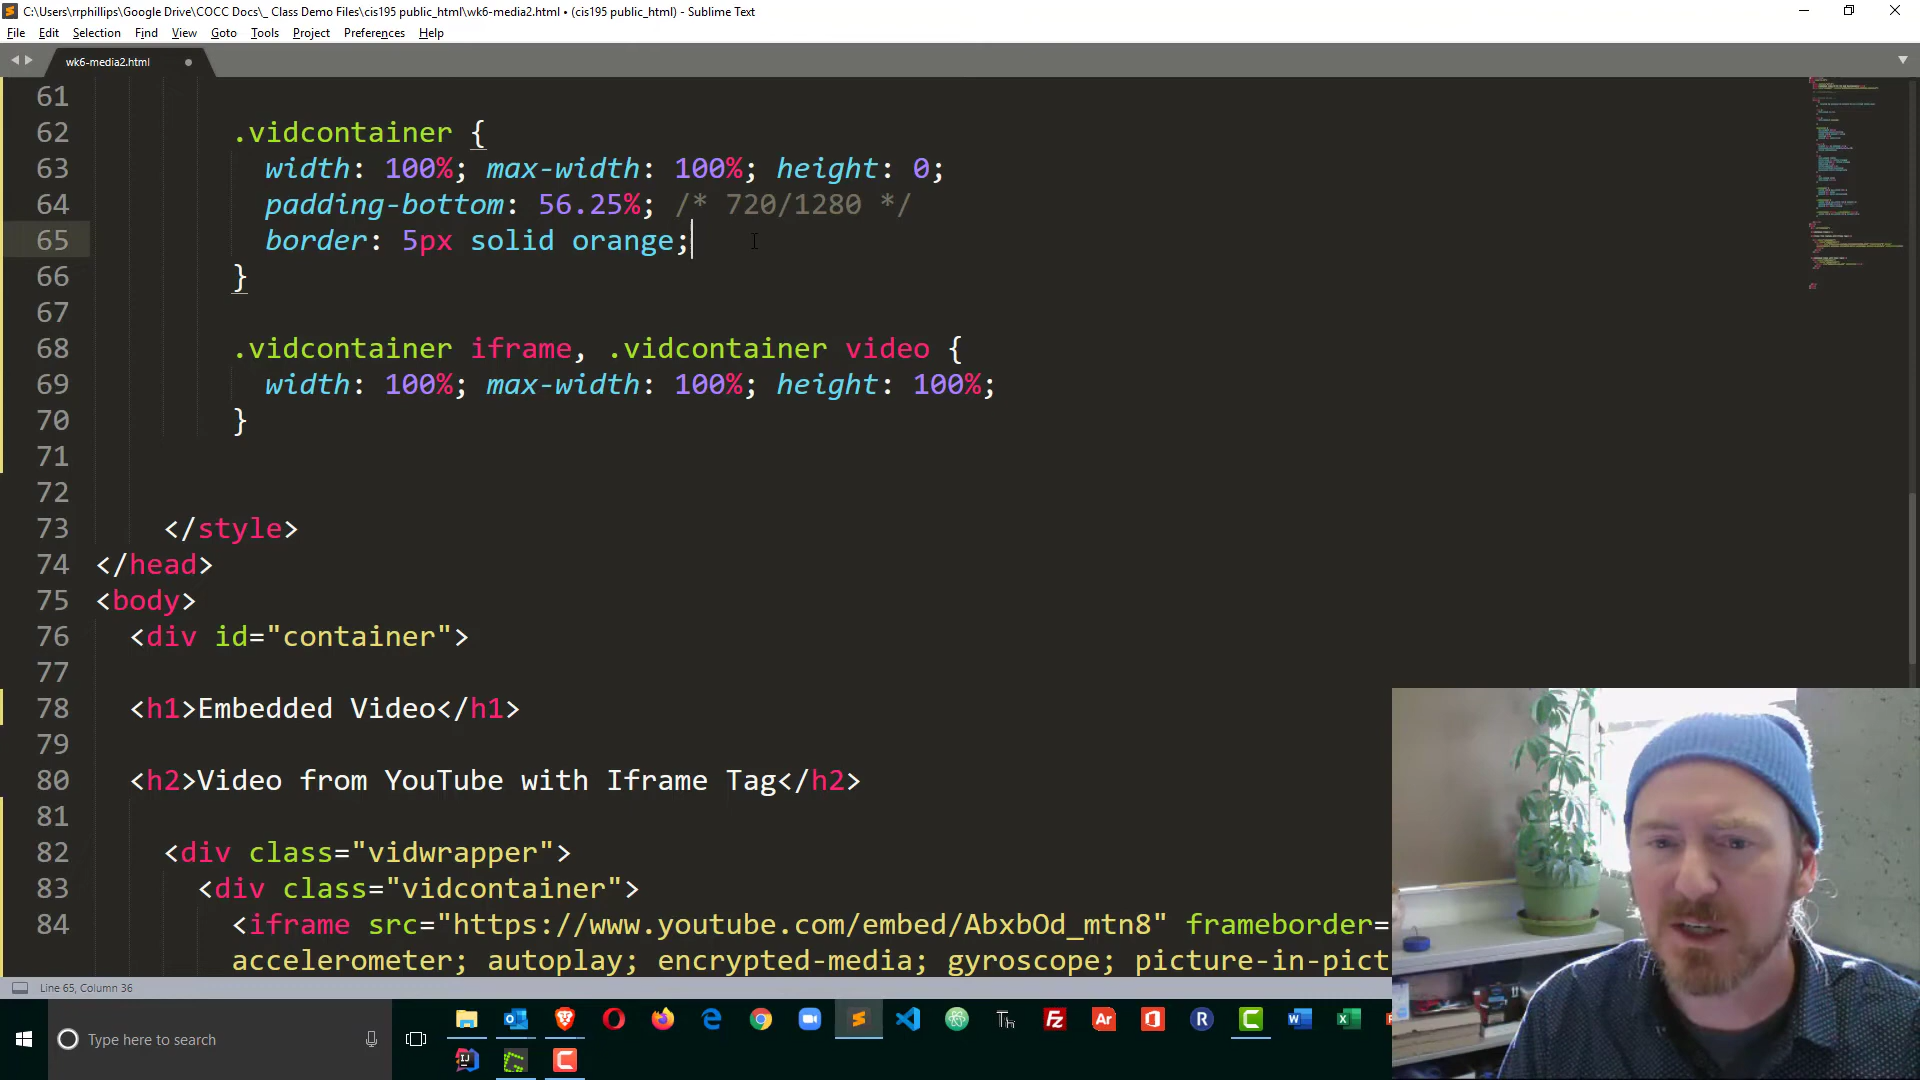 C:\Users\rrphillips\Google Drive\COCC Docs\_ Class Demo Files\cis195 public_html\wk6-media2.html • (cis195 public_html) - Sublime Text
File Edit Selection Find View Goto Tools Project Preferences Help
wk6-media2.html
61
62 .vidcontainer {
63 width: 100%; max-width: 100%; height: 0;
64 padding-bottom: 56.25%; /* 720/1280 */
65 border: 5px solid orange;
66 }
67
68 .vidcontainer iframe, .vidcontainer video {
69 width: 100%; max-width: 100%; height: 100%;
70 }
71
72
73 </style>
74 </head>
75 <body>
76 <div id="container">
77
78 <h1>Embedded Video</h1>
79
80 <h2>Video from YouTube with Iframe Tag</h2>
81
82 <div class="vidwrapper">
83 <div class="vidcontainer">
84 <iframe src="https://www.youtube.com/embed/AbxbOd_mtn8" frameborder=
accelerometer; autoplay; encrypted-media; gyroscope; picture-in-pict
Line 65, Column 36
Type here to search